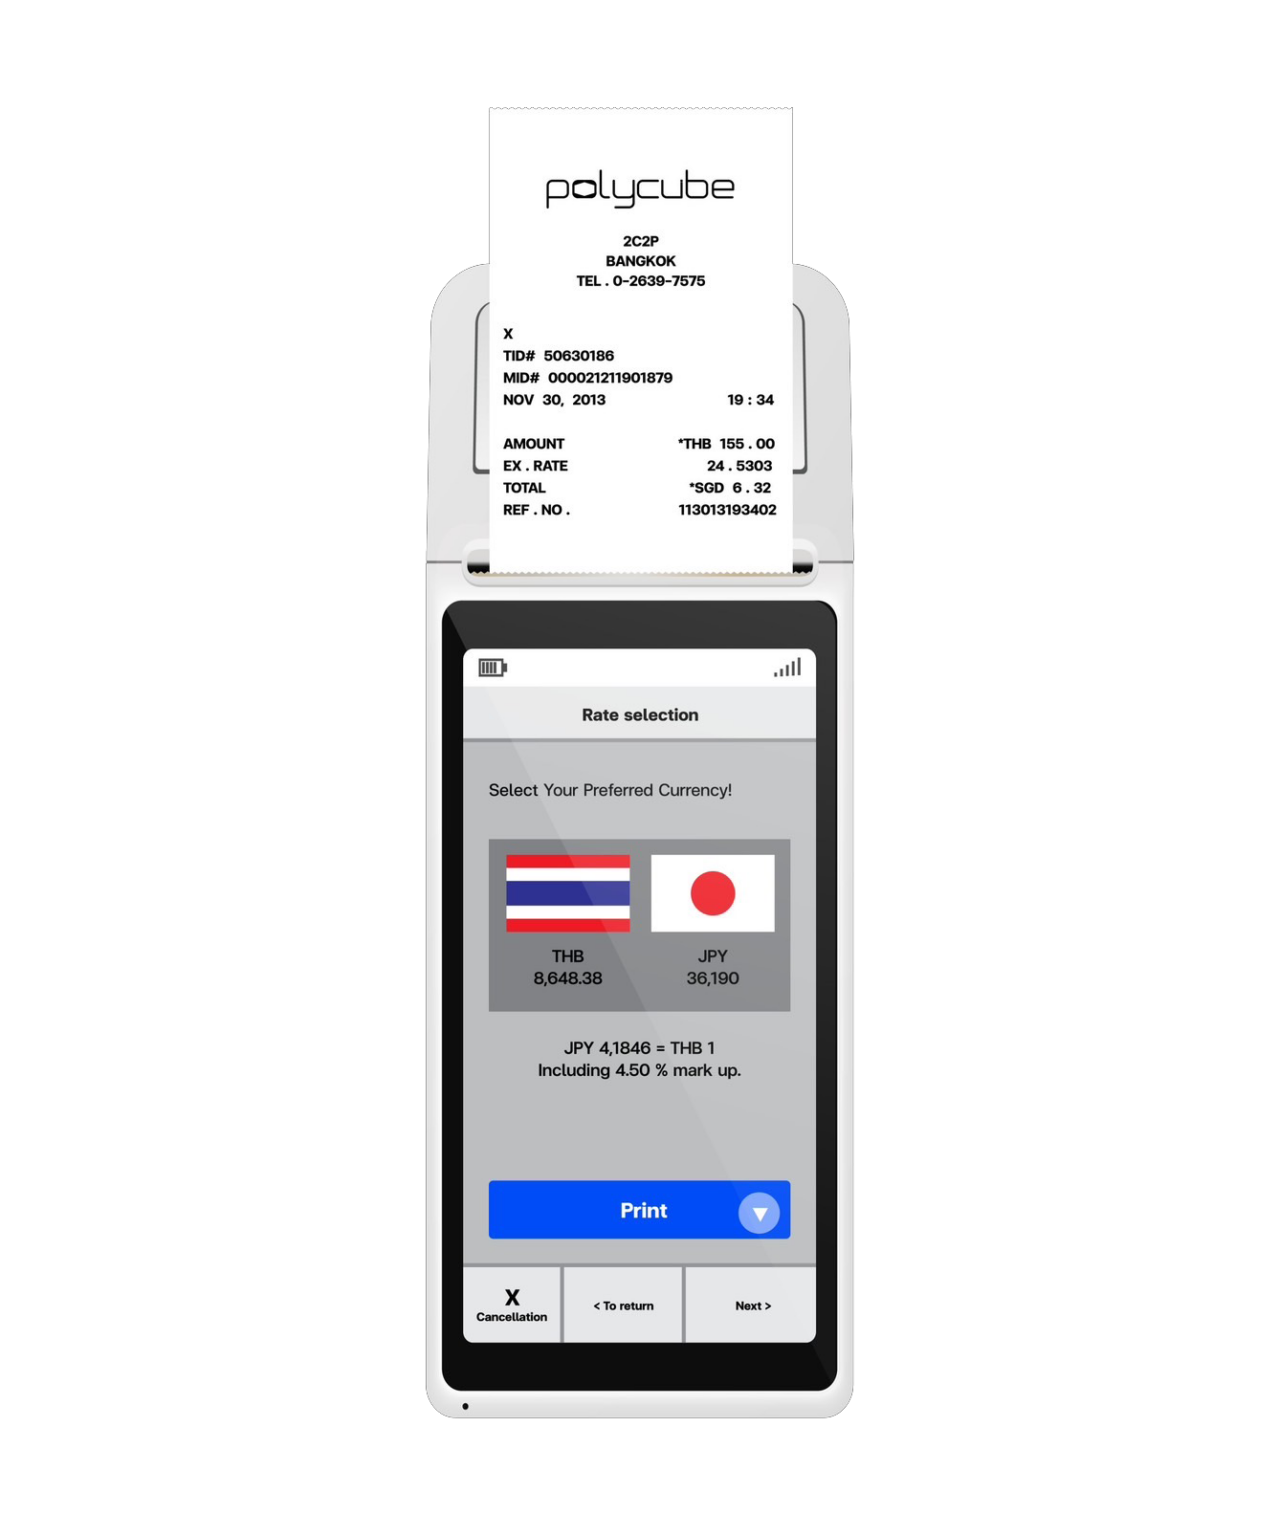 polycube
2C2P
BANGKOK
TEL . 0-2639-7575
X
TID# 50630186
MID# 000021211901879
NOV 30, 2013 19 : 34
AMOUNT *THB 155 . 00
EX . RATE 24 . 5303
TOTAL *SGD 6 . 32
REF . NO . 113013193402
Rate selection
Select Your Preferred Currency!
THB JPY
8,648.38 36,190
JPY 4,1846 = THB 1
Including 4.50 % mark up.
Print
X
Cancellation < To return Next >